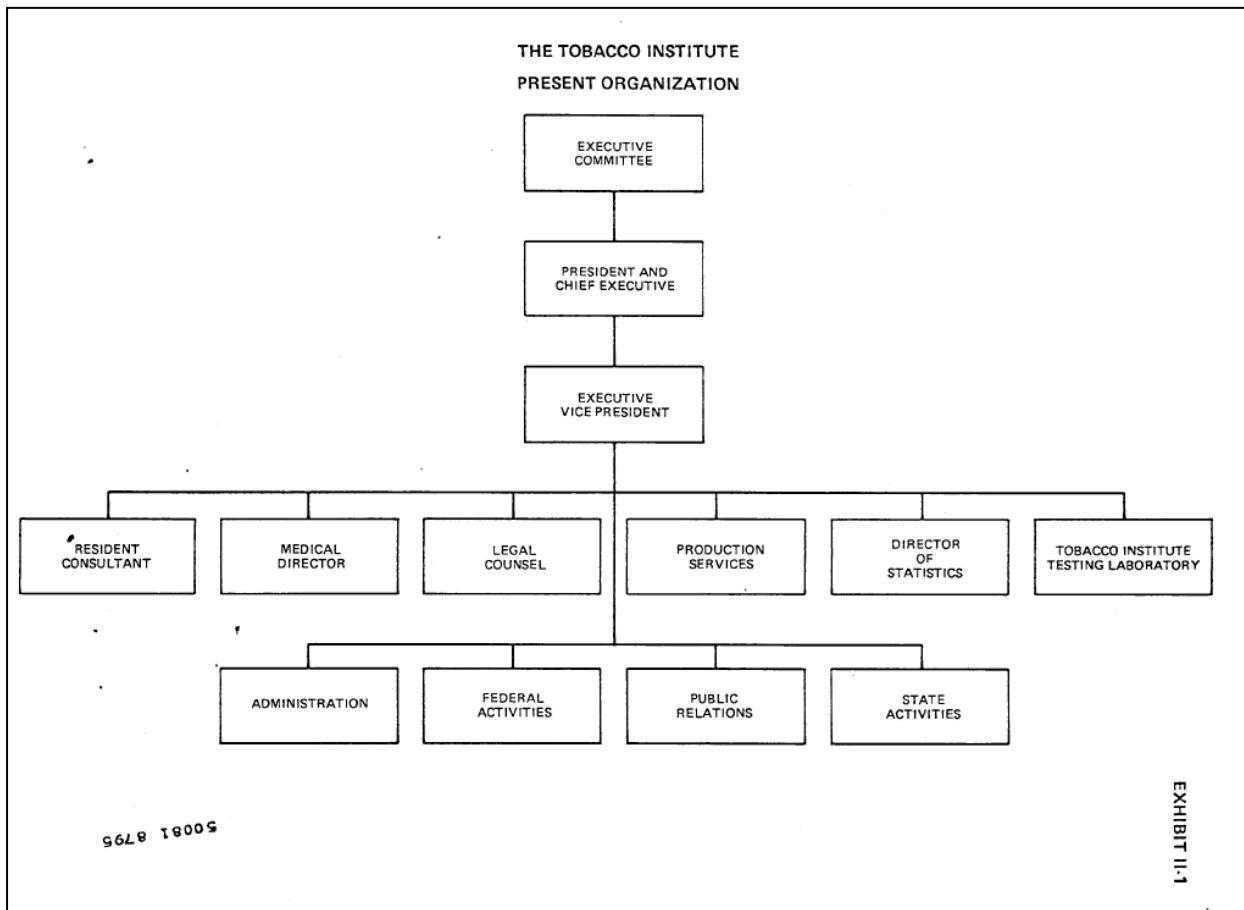 THE TOBACCO INSTITUTE
PRESENT ORGANIZATION
EXECUTIVE
COMMITTEE
PRESIDENT AND
CHIEF EXECUTIVE
EXECUTIVE
VICE PRESIDENT
RESIDENT
CONSULTANT
MEDICAL
DIRECTOR
LEGAL
COUNSEL
PRODUCTION
SERVICES
DIRECTOR
OF
STATISTICS
TOBACCO INSTITUTE
TESTING LABORATORY
ADMINISTRATION
FEDERAL
ACTIVITIES
PUBLIC
RELATIONS
STATE
ACTIVITIES
50081 8795
EXHIBIT II-1